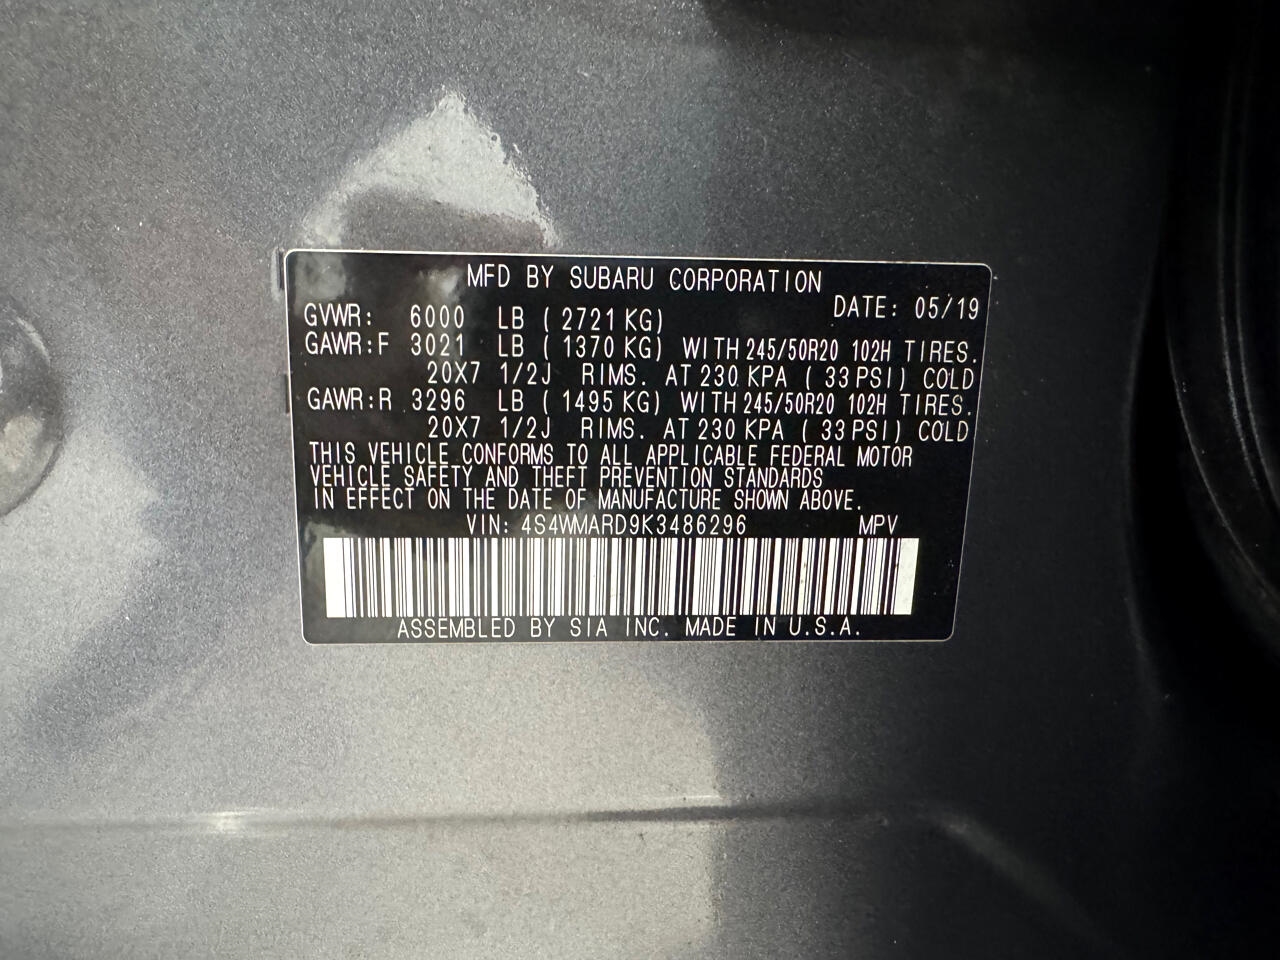 MFD BY SUBARU CORPORATION
DATE: 05/19
GVWR: 6000 LB ( 2721 KG)
GAWR:F 3021 LB ( 1370 KG) WITH 245/50R20 102H TIRES.
20X7 1/2J RIMS. AT 230 KPA ( 33 PSI) COLD
GAWR:R 3296 LB ( 1495 KG) WITH 245/50R20 102H TIRES.
20X7 1/2J RIMS. AT 230 KPA ( 33 PSI) COLD
THIS VEHICLE CONFORMS TO ALL APPLICABLE FEDERAL MOTOR
VEHICLE SAFETY AND THEFT PREVENTION STANDARDS
IN EFFECT ON THE DATE OF MANUFACTURE SHOWN ABOVE.
VIN: 4S4WMARD9K3486296 MPV
ASSEMBLED BY SIA INC. MADE IN U.S.A.